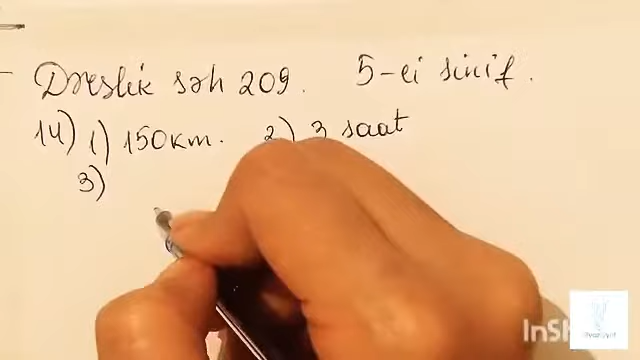 Dərslik səh 209. 5-ci sinif.
14) 1) 150km. 2) 3 saat
3)
InSh